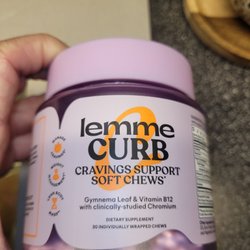 lemme
CURB
CRAVINGS SUPPORT
SOFT CHEWS*
Gymnema Leaf & Vitamin B12
with clinically-studied Chromium
DIETARY SUPPLEMENT
30 INDIVIDUALLY WRAPPED CHEWS